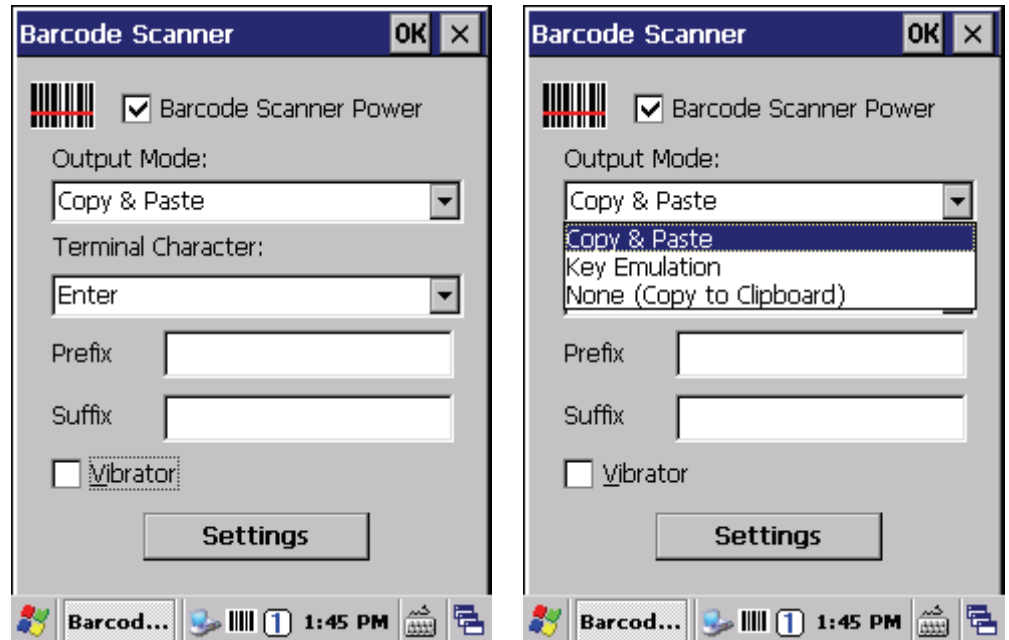 Barcode Scanner OK ×
Barcode Scanner Power
Output Mode:
Copy & Paste
Terminal Character:
Enter
Prefix
Suffix
Vibrator
Settings
Barcod... 1 1:45 PM
Barcode Scanner OK ×
Barcode Scanner Power
Output Mode:
Copy & Paste
Copy & Paste
Key Emulation
None (Copy to Clipboard)
Prefix
Suffix
Vibrator
Settings
Barcod... 1 1:45 PM